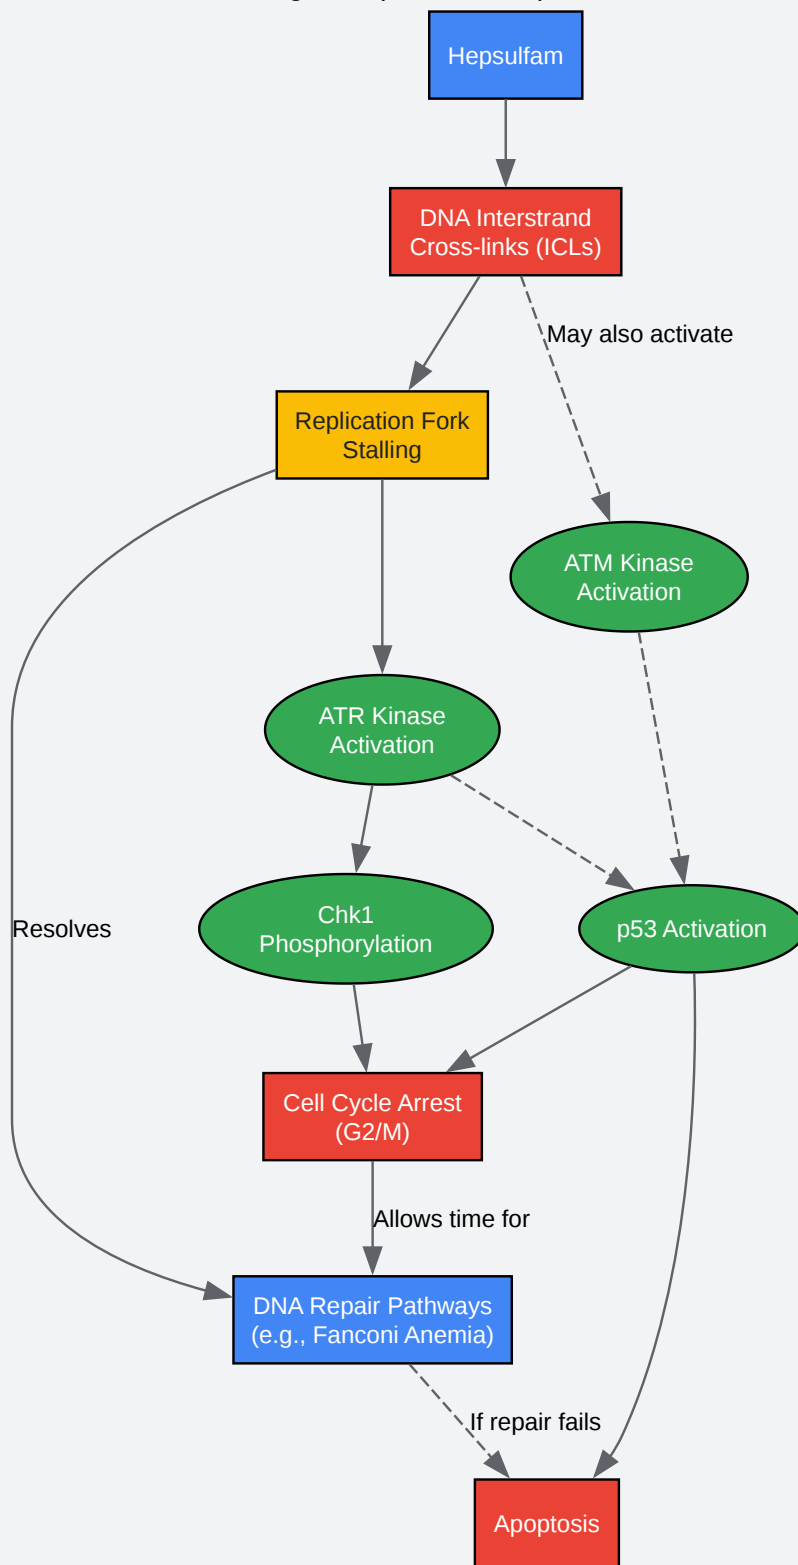 Hepsulfam
DNA Interstrand
Cross-links (ICLs)
May also activate
Replication Fork
Stalling
ATM Kinase
Activation
ATR Kinase
Activation
Chk1
Phosphorylation
p53 Activation
Resolves
Cell Cycle Arrest
(G2/M)
Allows time for
DNA Repair Pathways
(e.g., Fanconi Anemia)
If repair fails
Apoptosis